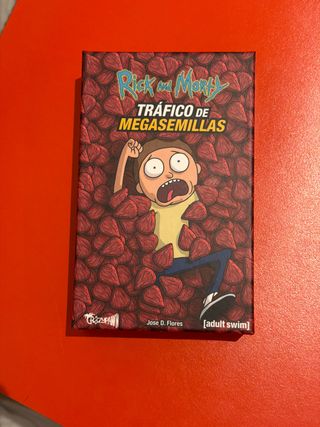 Rick and Morty
TRÁFICO DE
MEGASEMILLAS
Jose D. Flores
[adult swim]